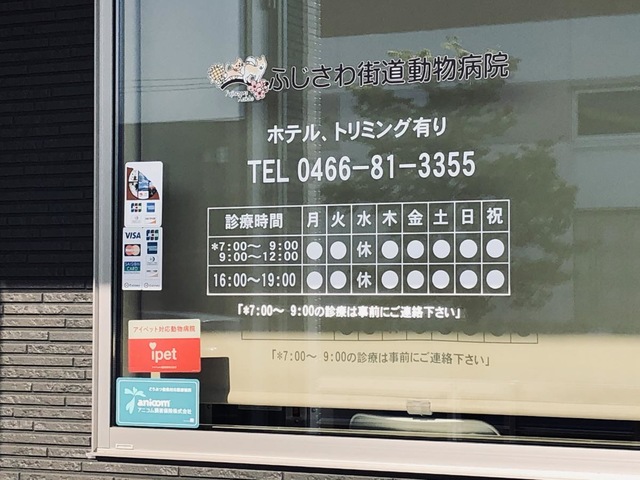 ふじさわ街道動物病院
ホテル、トリミング有り
TEL 0466-81-3355
診療時間 月 火 水 木 金 土 日 祝
*7:00〜 9:00 ● ● 休 ● ● ● ● ●
9:00〜12:00
16:00〜19:00 ● ● 休 ● ● ● ● ●
「*7:00〜 9:00の診療は事前にご連絡下さい」
「*7:00〜 9:00の診療は事前にご連絡下さい」
VISA
アイペット対応動物病院
ipet
anicom
アニコム損害保険株式会社